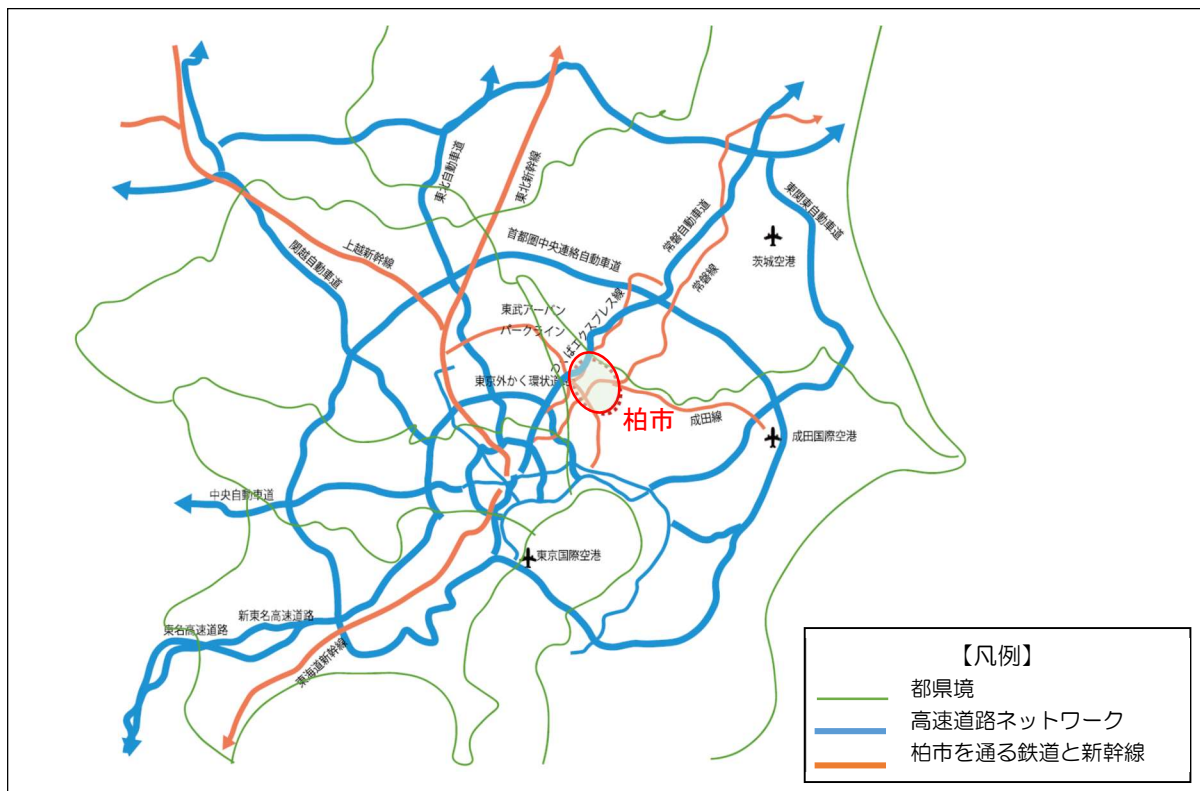 東北自動車道
東北新幹線
東関東自動車道
常磐自動車道
首都圏中央連絡自動車道
茨城空港
上越新幹線
関越自動車道
常磐線
東武アーバン
パークライン
つくばエクスプレス線
東京外かく環状道路
柏市
成田線
成田国際空港
中央自動車道
東京国際空港
新東名高速道路
東名高速道路
東海道新幹線
【凡例】
都県境
高速道路ネットワーク
柏市を通る鉄道と新幹線